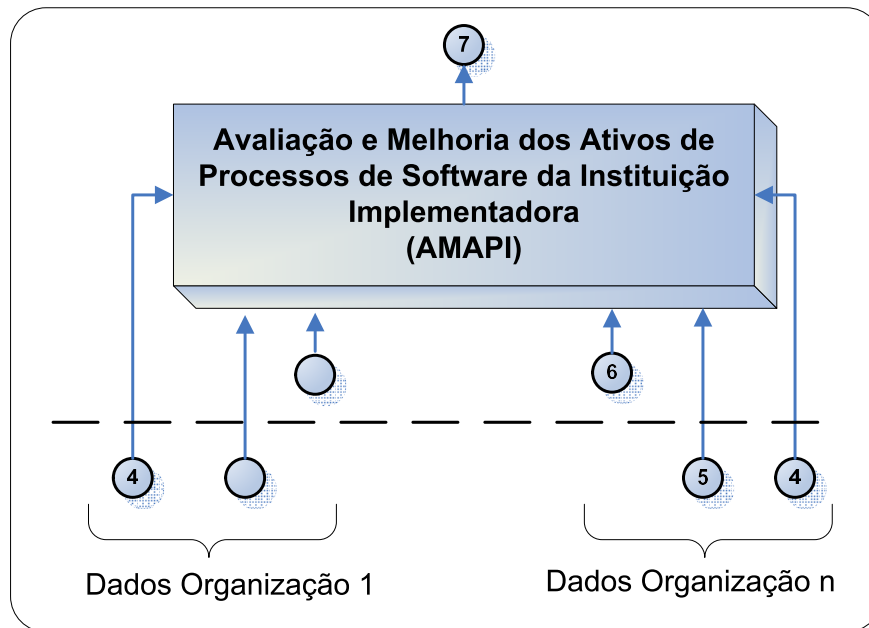 7
Avaliação e Melhoria dos Ativos de
Processos de Software da Instituição
Implementadora
(AMAPI)
6
4
5
4
Dados Organização 1
Dados Organização n